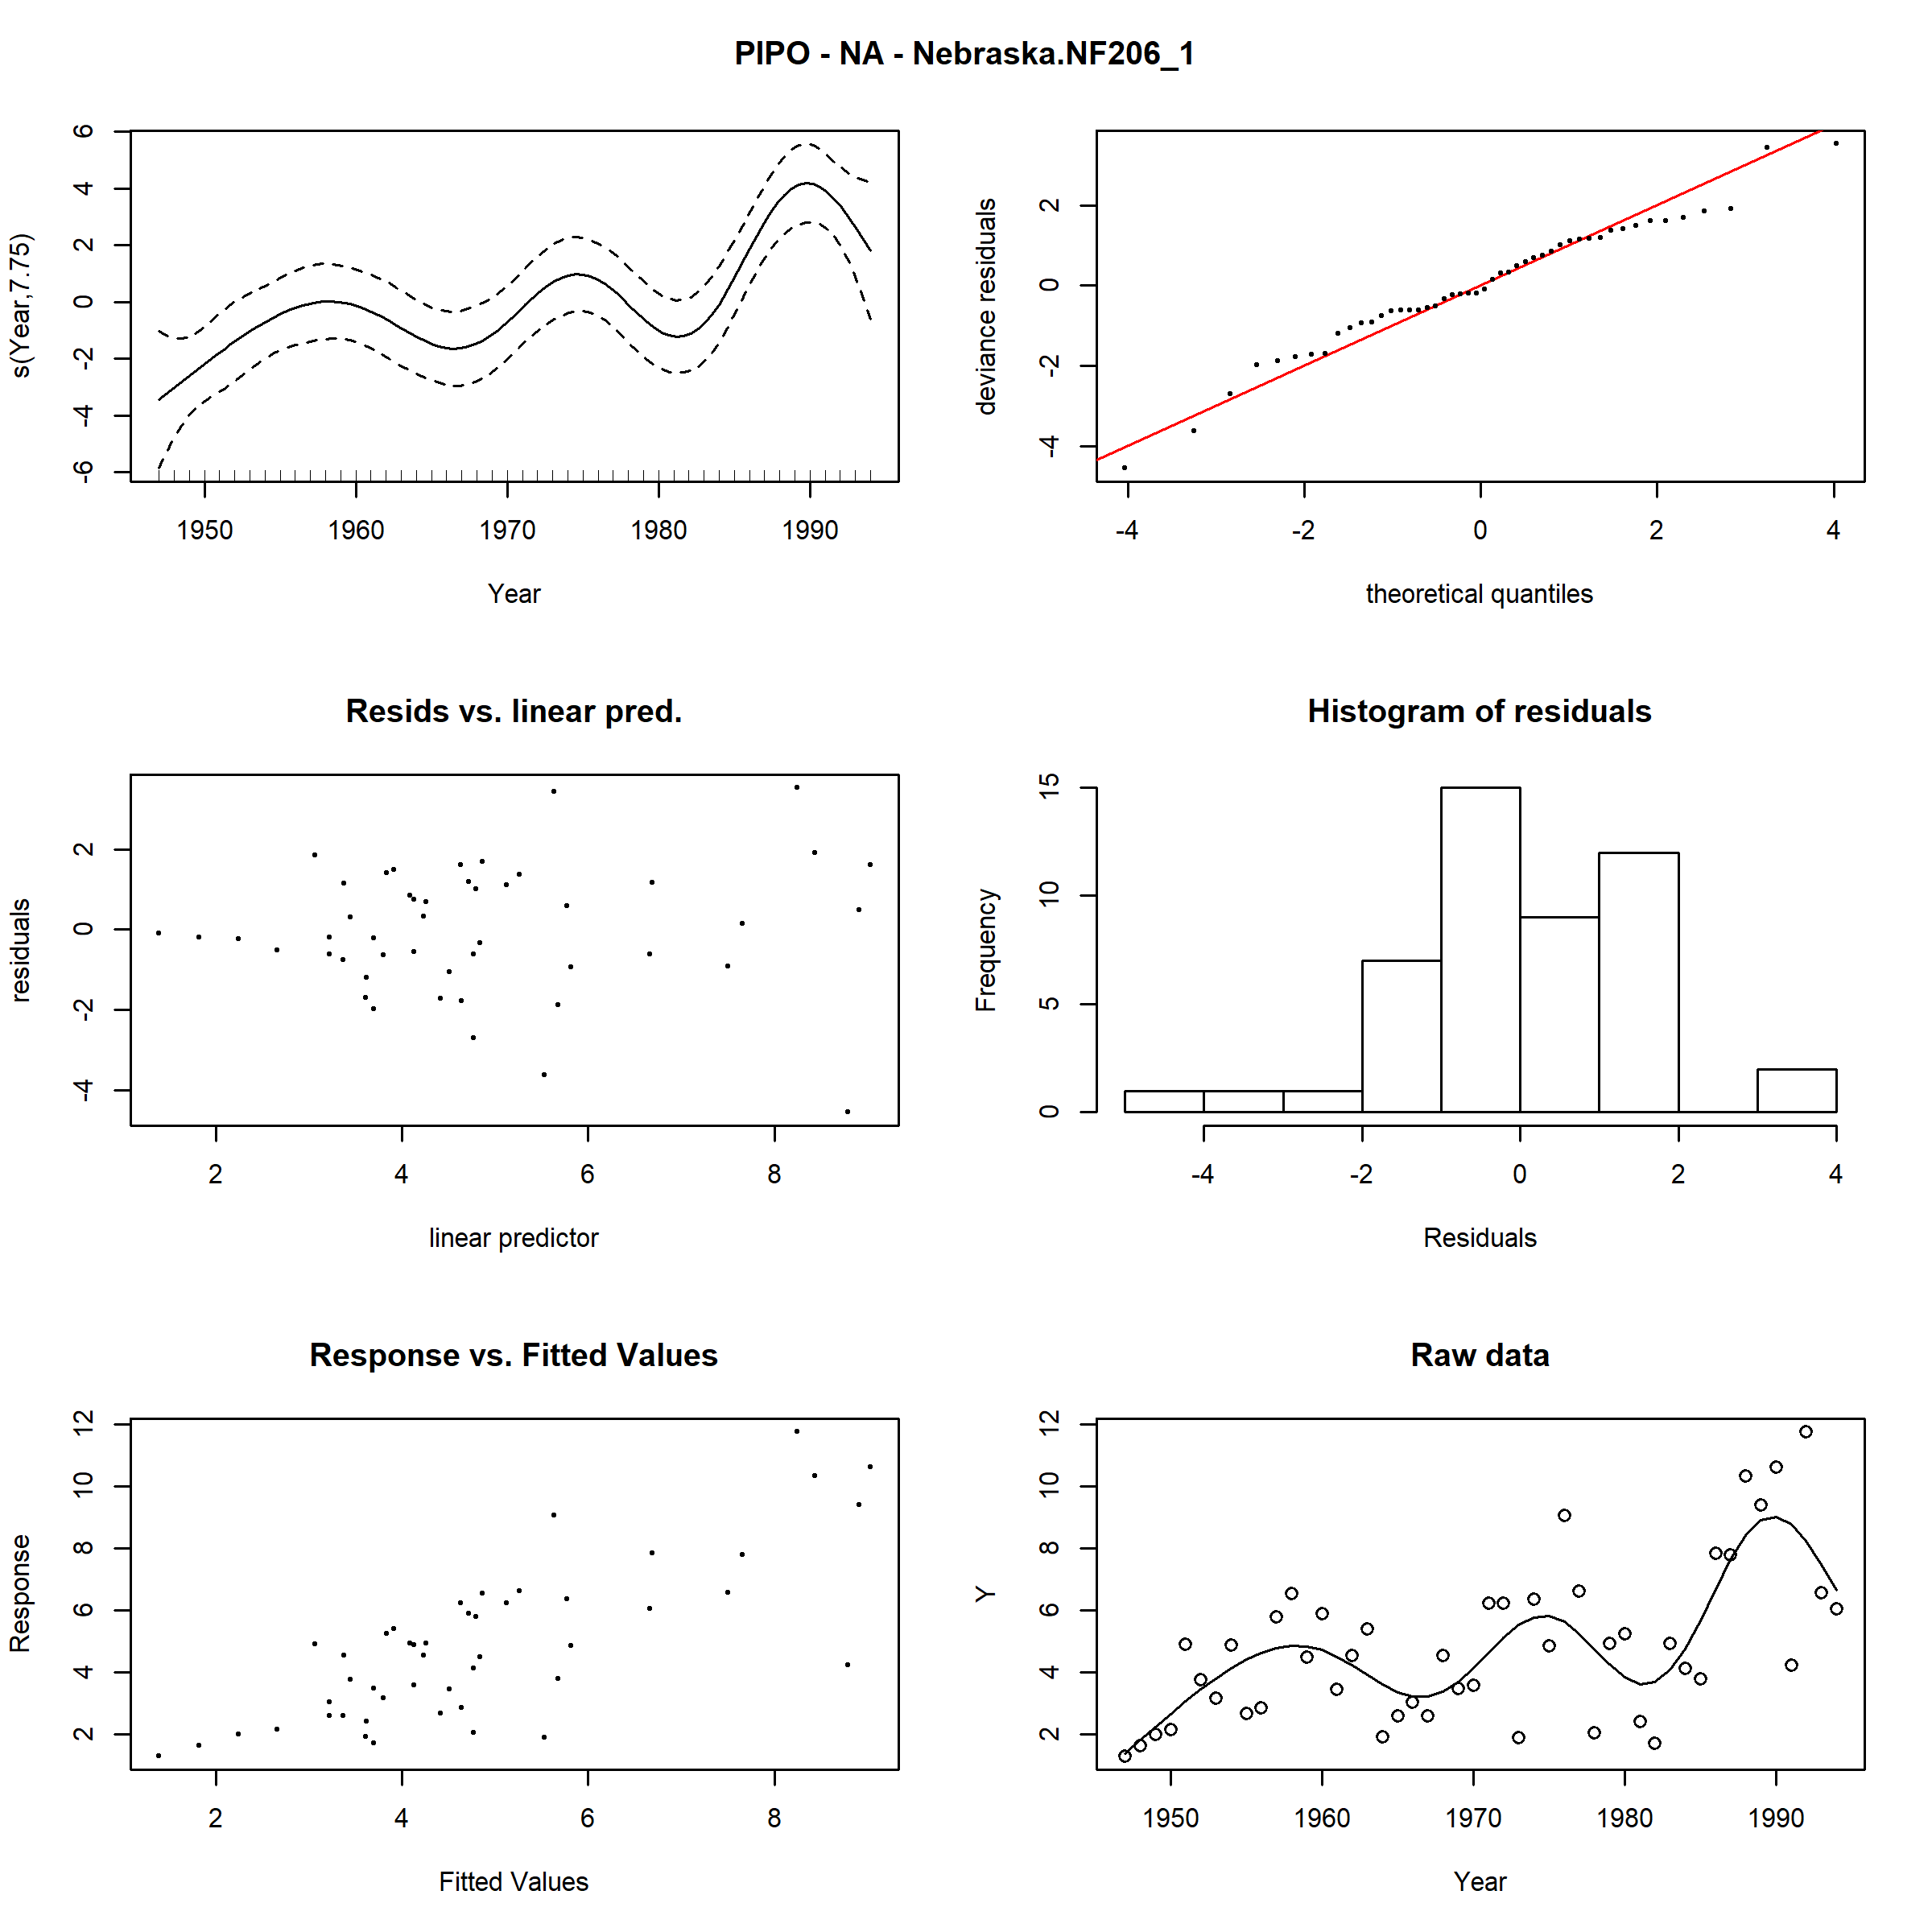 PIPO - NA - Nebraska.NF206_1
s(Year,7.75)
6
4
2
0
-2
-4
-6
1950 1960 1970 1980 1990
Year
deviance residuals
2
0
-2
-4
-4 -2 0 2 4
theoretical quantiles
Resids vs. linear pred.
residuals
2
0
-2
-4
2 4 6 8
linear predictor
Histogram of residuals
Frequency
15
10
5
0
-4 -2 0 2 4
Residuals
Response vs. Fitted Values
Response
12
10
8
6
4
2
2 4 6 8
Fitted Values
Raw data
Y
12
10
8
6
4
2
1950 1960 1970 1980 1990
Year